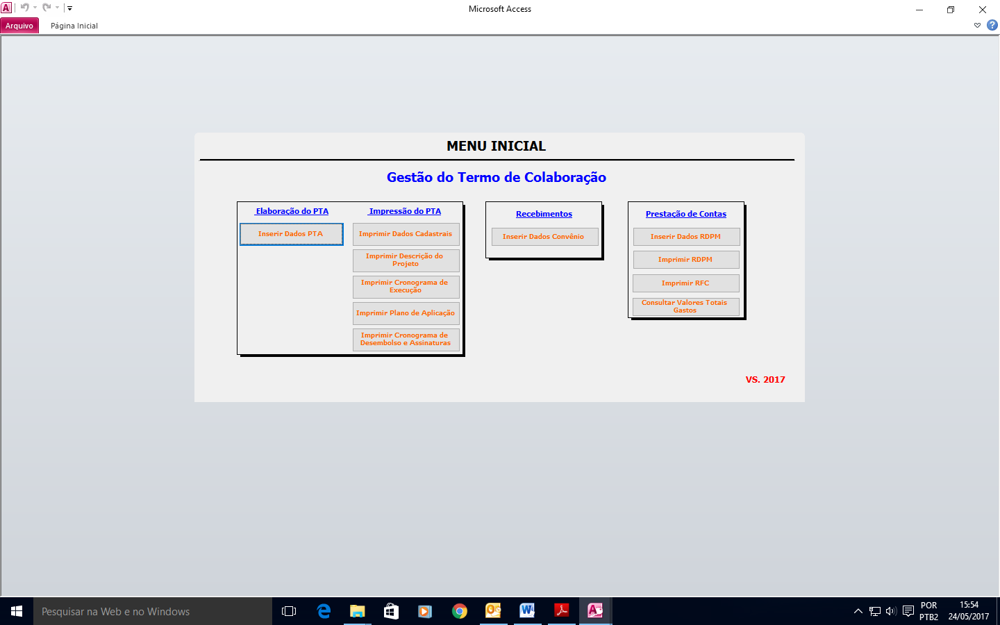 Microsoft Access
Arquivo
Página Inicial
MENU INICIAL
Gestão do Termo de Colaboração
Elaboração do PTA
Inserir Dados PTA
Impressão do PTA
Imprimir Dados Cadastrais
Imprimir Descrição do
Projeto
Imprimir Cronograma de
Execução
Imprimir Plano de Aplicação
Imprimir Cronograma de
Desembolso e Assinaturas
Recebimentos
Inserir Dados Convênio
Prestação de Contas
Inserir Dados RDPM
Imprimir RDPM
Imprimir RFC
Consultar Valores Totais
Gastos
VS. 2017
Pesquisar na Web e no Windows
POR
PTB2
15:54
24/05/2017